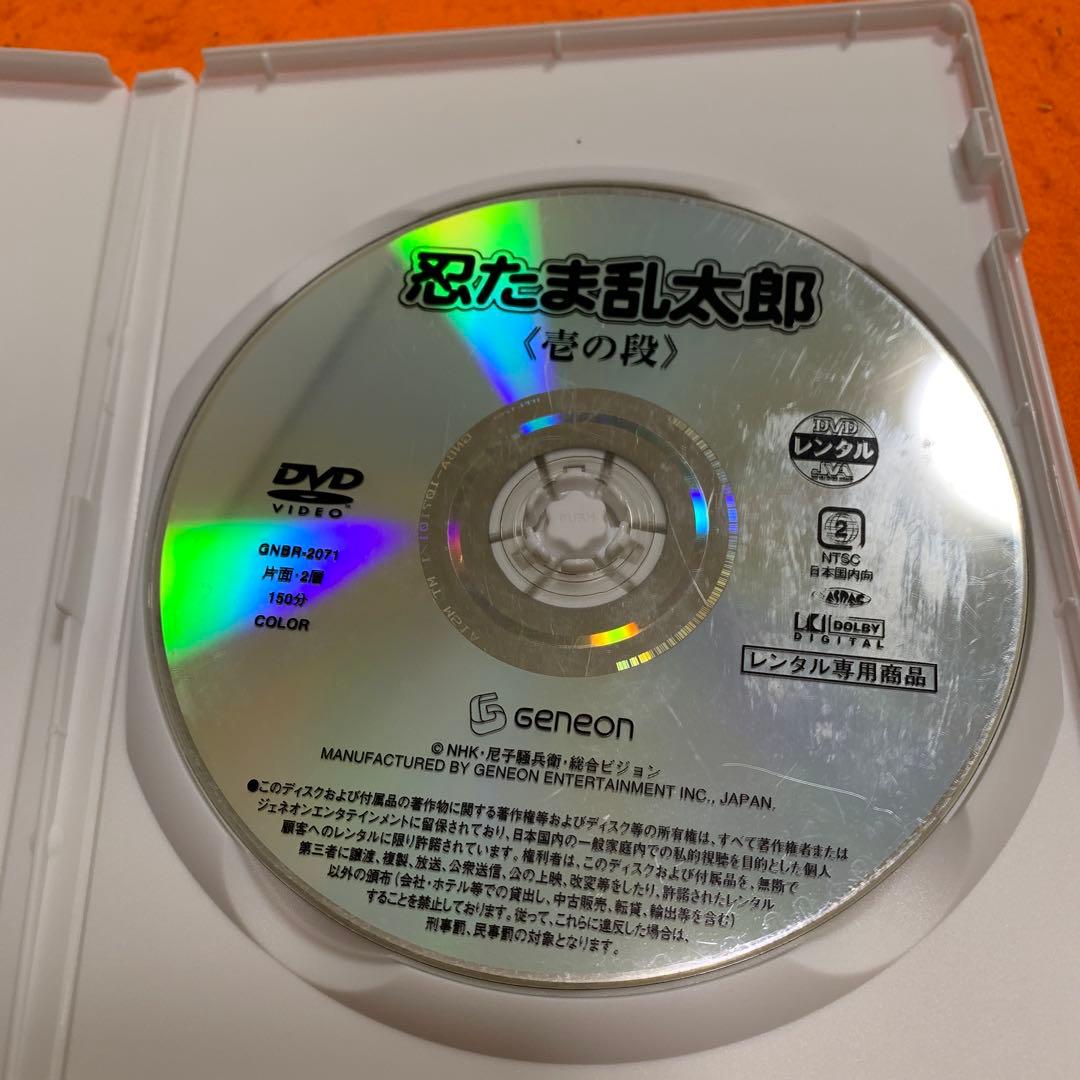 忍たま乱太郎
《壱の段》
DVD
VIDEO
GNBR-2071
片面・2層
150分
COLOR
DVD
レンタル
JVA
2
NTSC
日本国内向
ASPAC
DOLBY
DIGITAL
レンタル専用商品
Geneon
© NHK・尼子騒兵衛・総合ビジョン
MANUFACTURED BY GENEON ENTERTAINMENT INC., JAPAN.
●このディスクおよび付属品の著作物に関する著作権等およびディスク等の所有権は、すべて著作権者または
ジェネオンエンタテインメントに留保されており、日本国内の一般家庭内での私的視聴を目的とした個人
顧客へのレンタルに限り許諾されています。権利者は、このディスクおよび付属品を、無断で
第三者に譲渡、複製、放送、公衆送信、公の上映、改変等をしたり、許諾されたレンタル
以外の頒布(会社・ホテル等での貸出し、中古販売、転貸、輸出等を含む)
することを禁止しております。従って、これらに違反した場合は、
刑事罰、民事罰の対象となります。